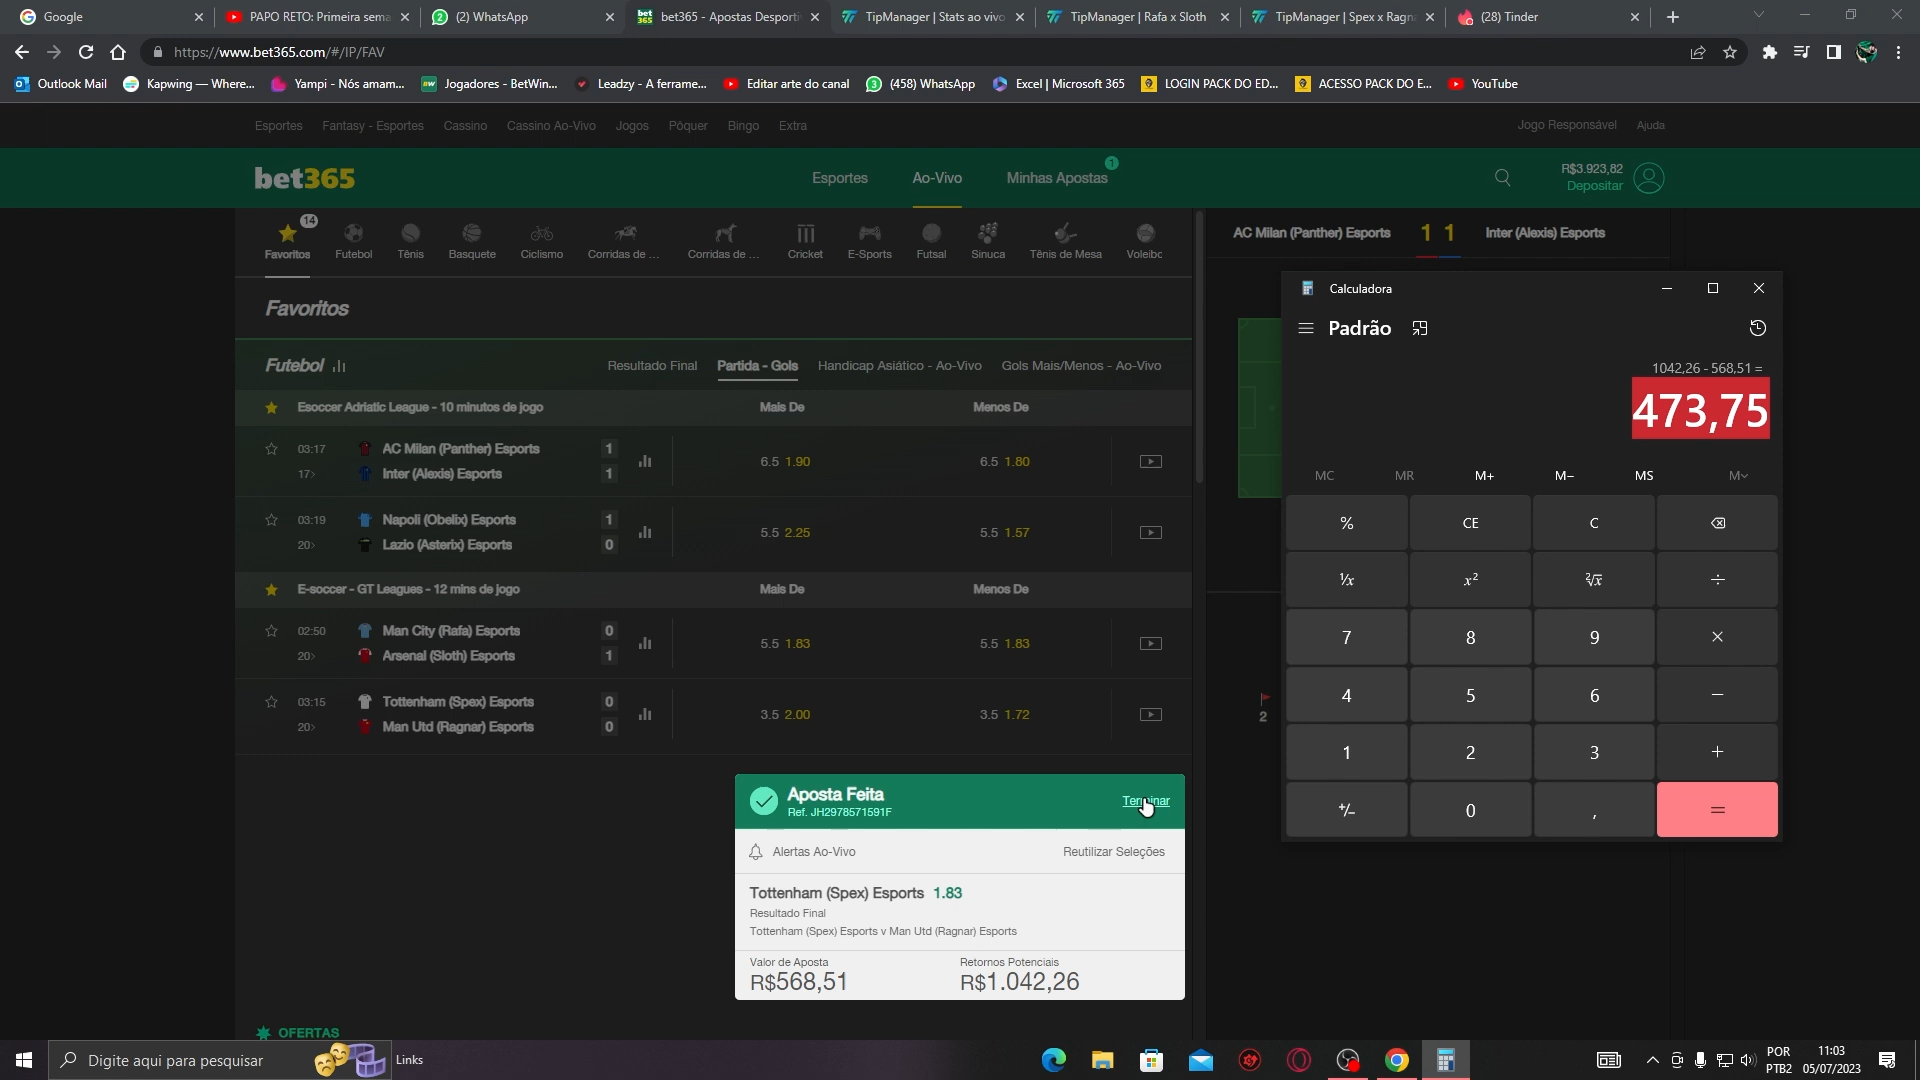 Google
PAPO RETO: Primeira sema
(2) WhatsApp
bet365 - Apostas Desporti
TipManager | Stats ao vivo
TipManager | Rafa x Sloth
TipManager | Spex x Ragna
(28) Tinder
https://www.bet365.com/#/IP/FAV
Outlook Mail
Kapwing — Where...
Yampi - Nós amam...
Jogadores - BetWin...
Leadzy - A ferrame...
Editar arte do canal
(458) WhatsApp
Excel | Microsoft 365
LOGIN PACK DO ED...
ACESSO PACK DO E...
YouTube
Esportes Fantasy - Esportes Cassino Cassino Ao-Vivo Jogos Pôquer Bingo Extra
Jogo Responsável Ajuda
bet365
Esportes Ao-Vivo Minhas Apostas 1
R$3.923,82
Depositar
14
Favoritos Futebol Tênis Basquete Ciclismo Corridas de ... Corridas de ... Cricket E-Sports Futsal Sinuca Tênis de Mesa Voleibc
AC Milan (Panther) Esports 1 1 Inter (Alexis) Esports
Favoritos
Futebol Resultado Final Partida - Gols Handicap Asiático - Ao-Vivo Gols Mais/Menos - Ao-Vivo
Esoccer Adriatic League - 10 minutos de jogo Mais De Menos De
03:17 AC Milan (Panther) Esports 1
6.5 1.90 6.5 1.80
17> Inter (Alexis) Esports 1
03:19 Napoli (Obelix) Esports 1
5.5 2.25 5.5 1.57
20> Lazio (Asterix) Esports 0
E-soccer - GT Leagues - 12 mins de jogo Mais De Menos De
02:50 Man City (Rafa) Esports 0
5.5 1.83 5.5 1.83
20> Arsenal (Sloth) Esports 1
03:15 Tottenham (Spex) Esports 0
3.5 2.00 3.5 1.72
20> Man Utd (Ragnar) Esports 0
2
Aposta Feita
Terminar
Ref. JH2978571591F
Alertas Ao-Vivo Reutilizar Seleções
Tottenham (Spex) Esports 1.83
Resultado Final
Tottenham (Spex) Esports v Man Utd (Ragnar) Esports
Valor de Aposta Retornos Potenciais
R$568,51 R$1.042,26
OFERTAS
Calculadora
Padrão
1042,26 - 568,51 =
473,75
MC MR M+ M− MS M
% CE C
¹/x x² ²√x ÷
7 8 9 ×
4 5 6 −
1 2 3 +
+/− 0 , =
Digite aqui para pesquisar
Links
POR
PTB2
11:03
05/07/2023